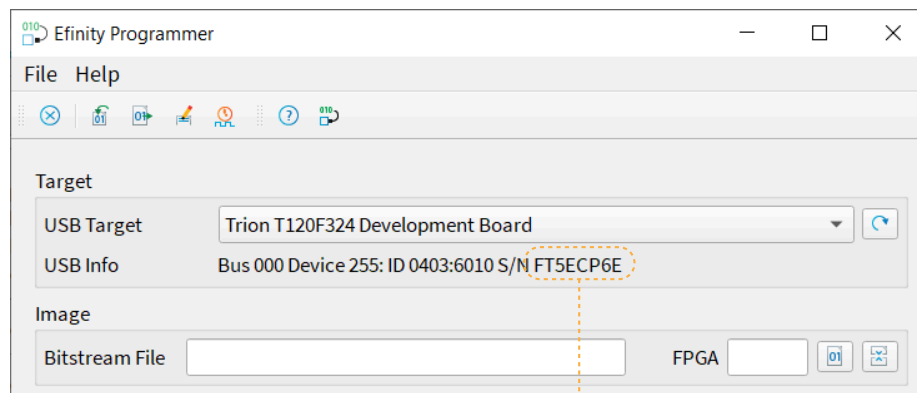 Efinity Programmer
File Help
Target
USB Target Trion T120F324 Development Board
USB Info Bus 000 Device 255: ID 0403:6010 S/N FT5ECP6E
Image
Bitstream File FPGA